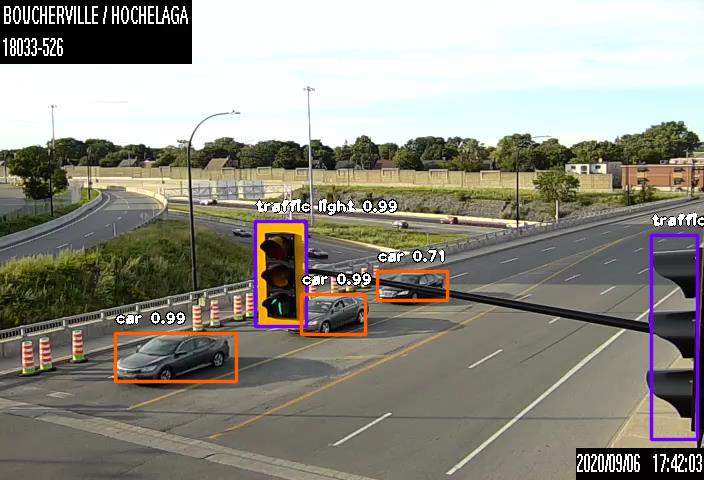 BOUCHERVILLE / HOCHELAGA
18033-526
traffic light 0.99
traffic
car 0.71
car 0.99
car 0.99
2020/09/06 17:42:03